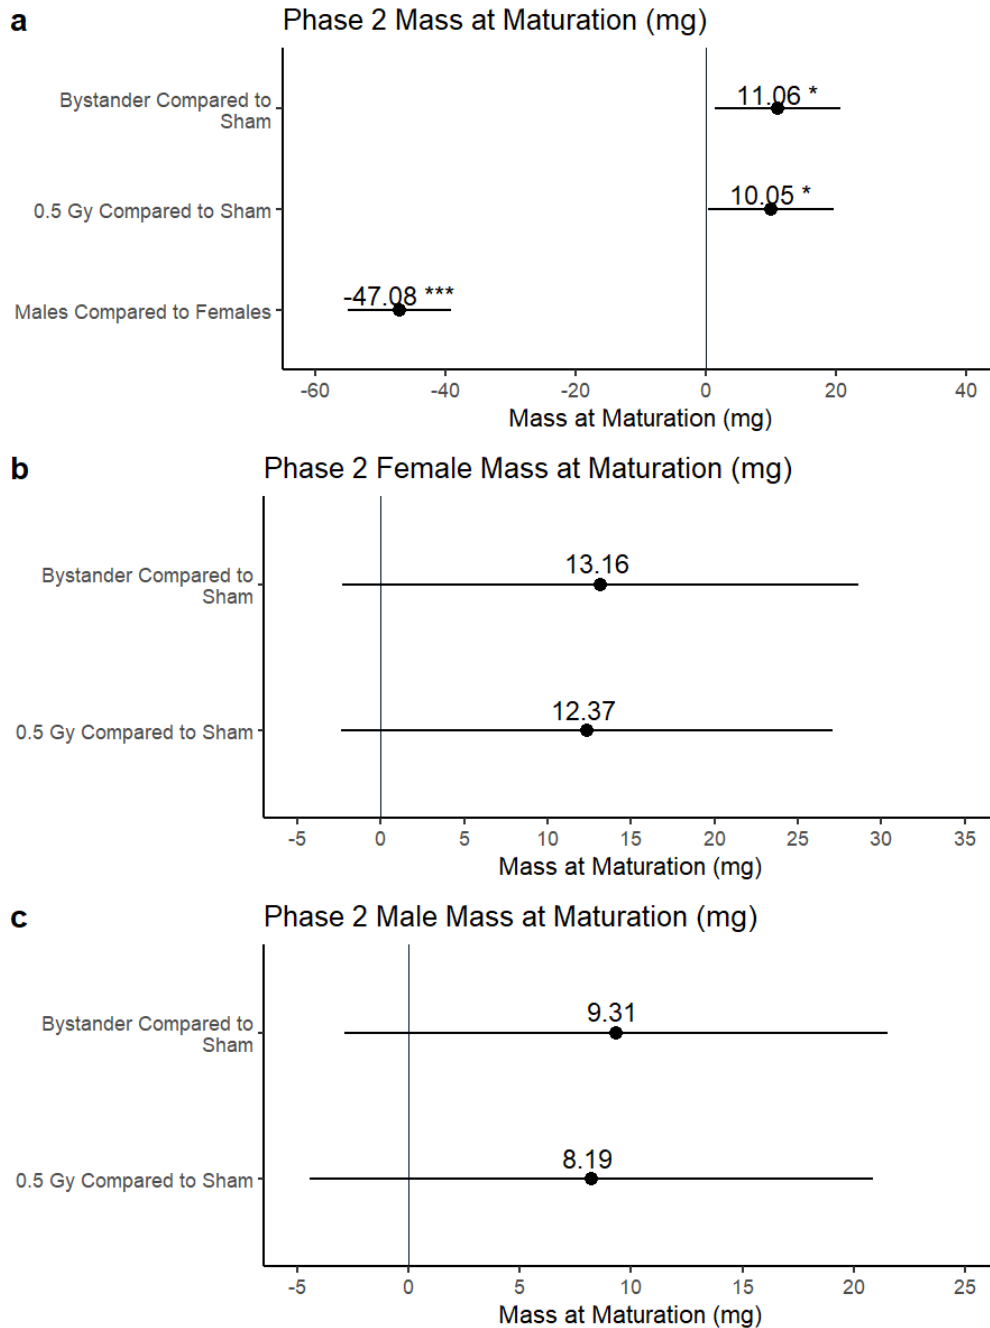 a
Phase 2 Mass at Maturation (mg)
Bystander Compared to
Sham
11.06 *
0.5 Gy Compared to Sham
10.05 *
Males Compared to Females
-47.08 ***
-60 -40 -20 0 20 40
Mass at Maturation (mg)
b
Phase 2 Female Mass at Maturation (mg)
Bystander Compared to
Sham
13.16
0.5 Gy Compared to Sham
12.37
-5 0 5 10 15 20 25 30 35
Mass at Maturation (mg)
c
Phase 2 Male Mass at Maturation (mg)
Bystander Compared to
Sham
9.31
0.5 Gy Compared to Sham
8.19
-5 0 5 10 15 20 25
Mass at Maturation (mg)